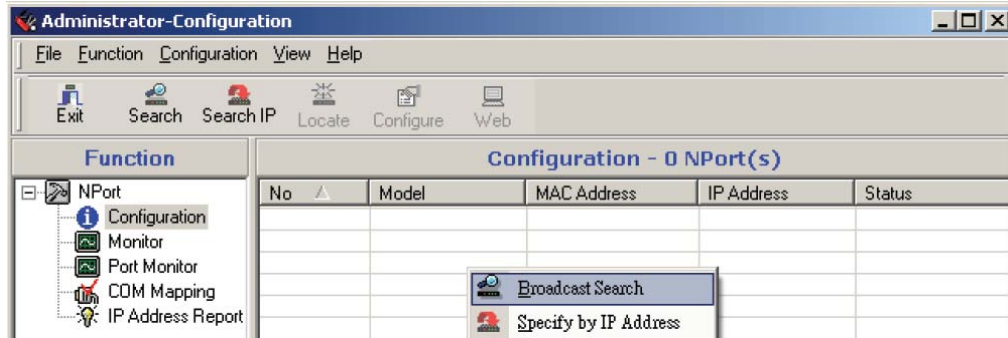 Administrator-Configuration
File Function Configuration View Help
Exit Search Search IP Locate Configure Web
Function
Configuration - 0 NPort(s)
NPort
Configuration
Monitor
Port Monitor
COM Mapping
IP Address Report
No Model MAC Address IP Address Status
Broadcast Search
Specify by IP Address